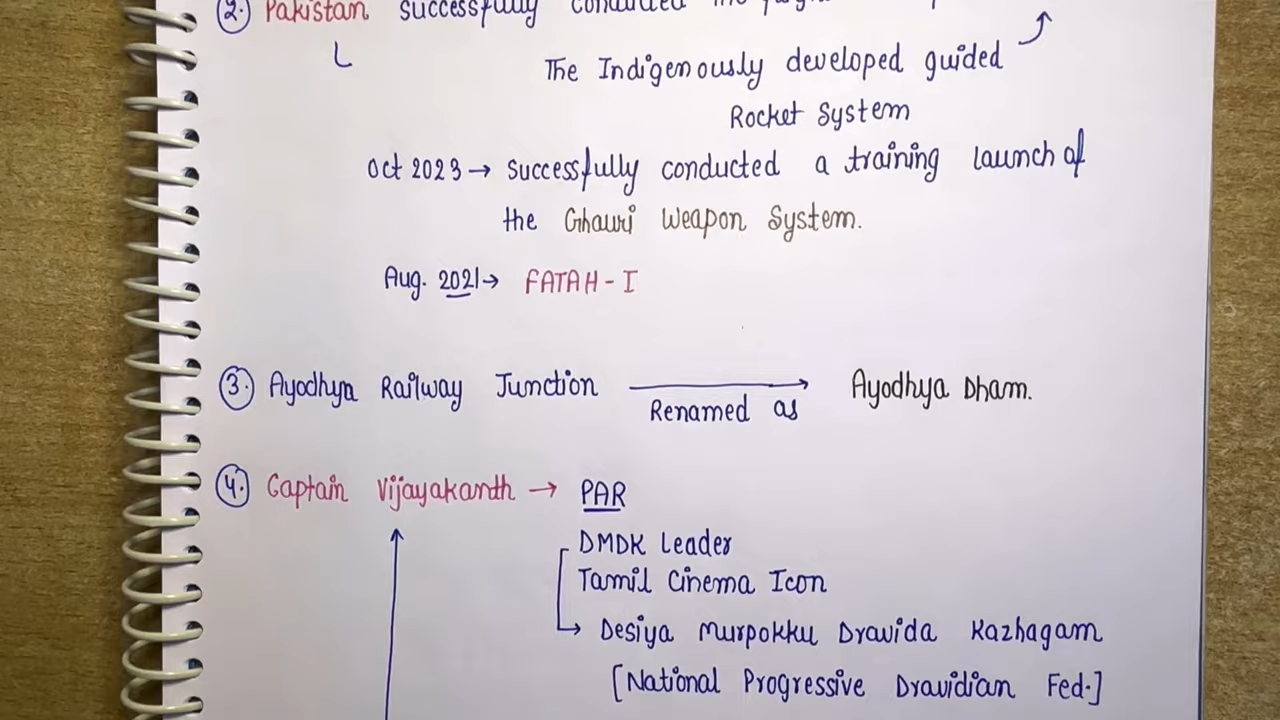 2. Pakistan successfully conducted the
The Indigenously developed guided
Rocket System
Oct 2023 → Successfully conducted a training launch of
the Ghauri Weapon System.
Aug. 2021 → FATAH - I
3. Ayodhya Railway Junction → Ayodhya Dham.
Renamed as
4. Captain Vijayakanth → PAR
DMDK Leader
Tamil Cinema Icon
→ Desiya Murpokku Dravida Kazhagam
[National Progressive Dravidian Fed.]